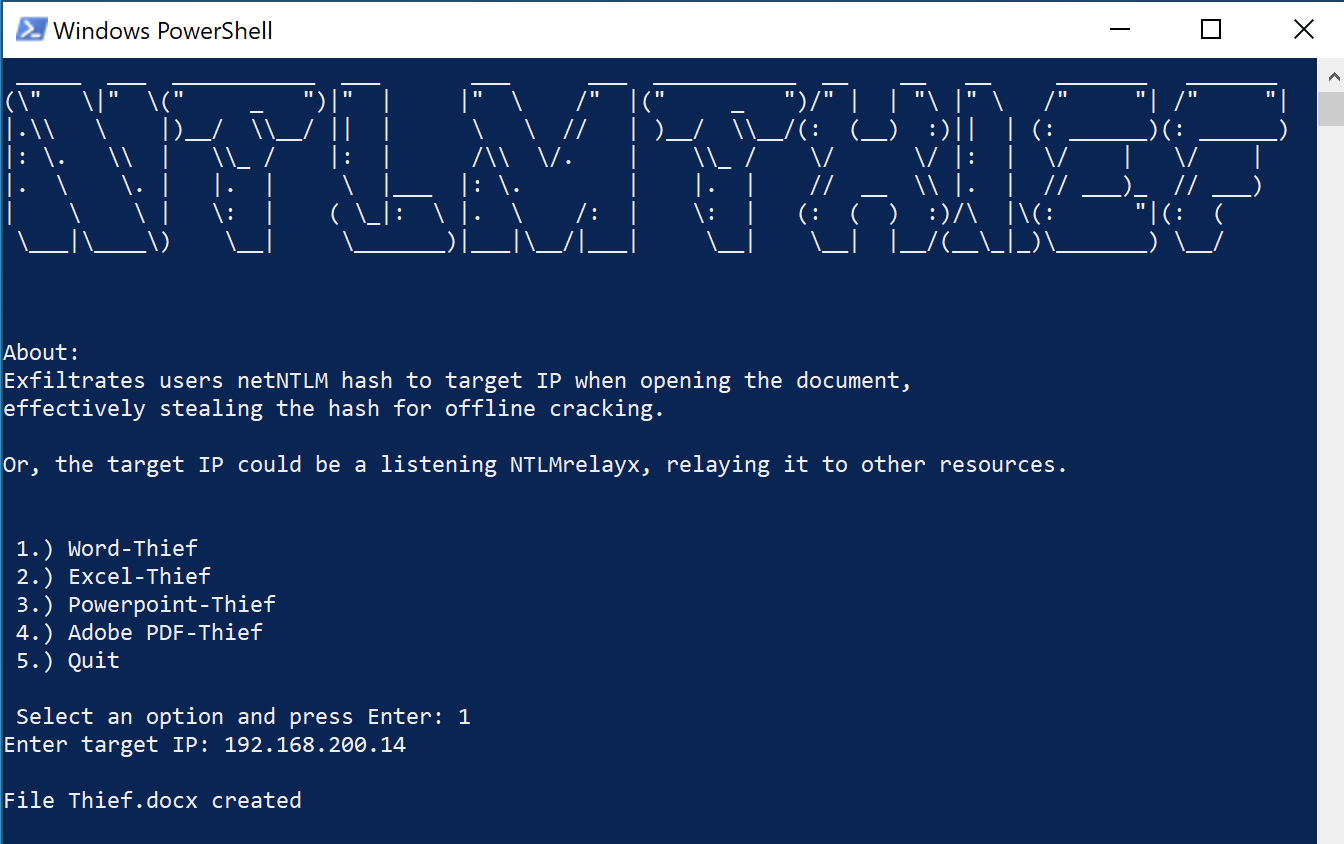 Windows PowerShell
NTLMTHIEF
About:
Exfiltrates users netNTLM hash to target IP when opening the document,
effectively stealing the hash for offline cracking.
Or, the target IP could be a listening NTLMrelayx, relaying it to other resources.
1.) Word-Thief
2.) Excel-Thief
3.) Powerpoint-Thief
4.) Adobe PDF-Thief
5.) Quit
Select an option and press Enter: 1
Enter target IP: 192.168.200.14
File Thief.docx created